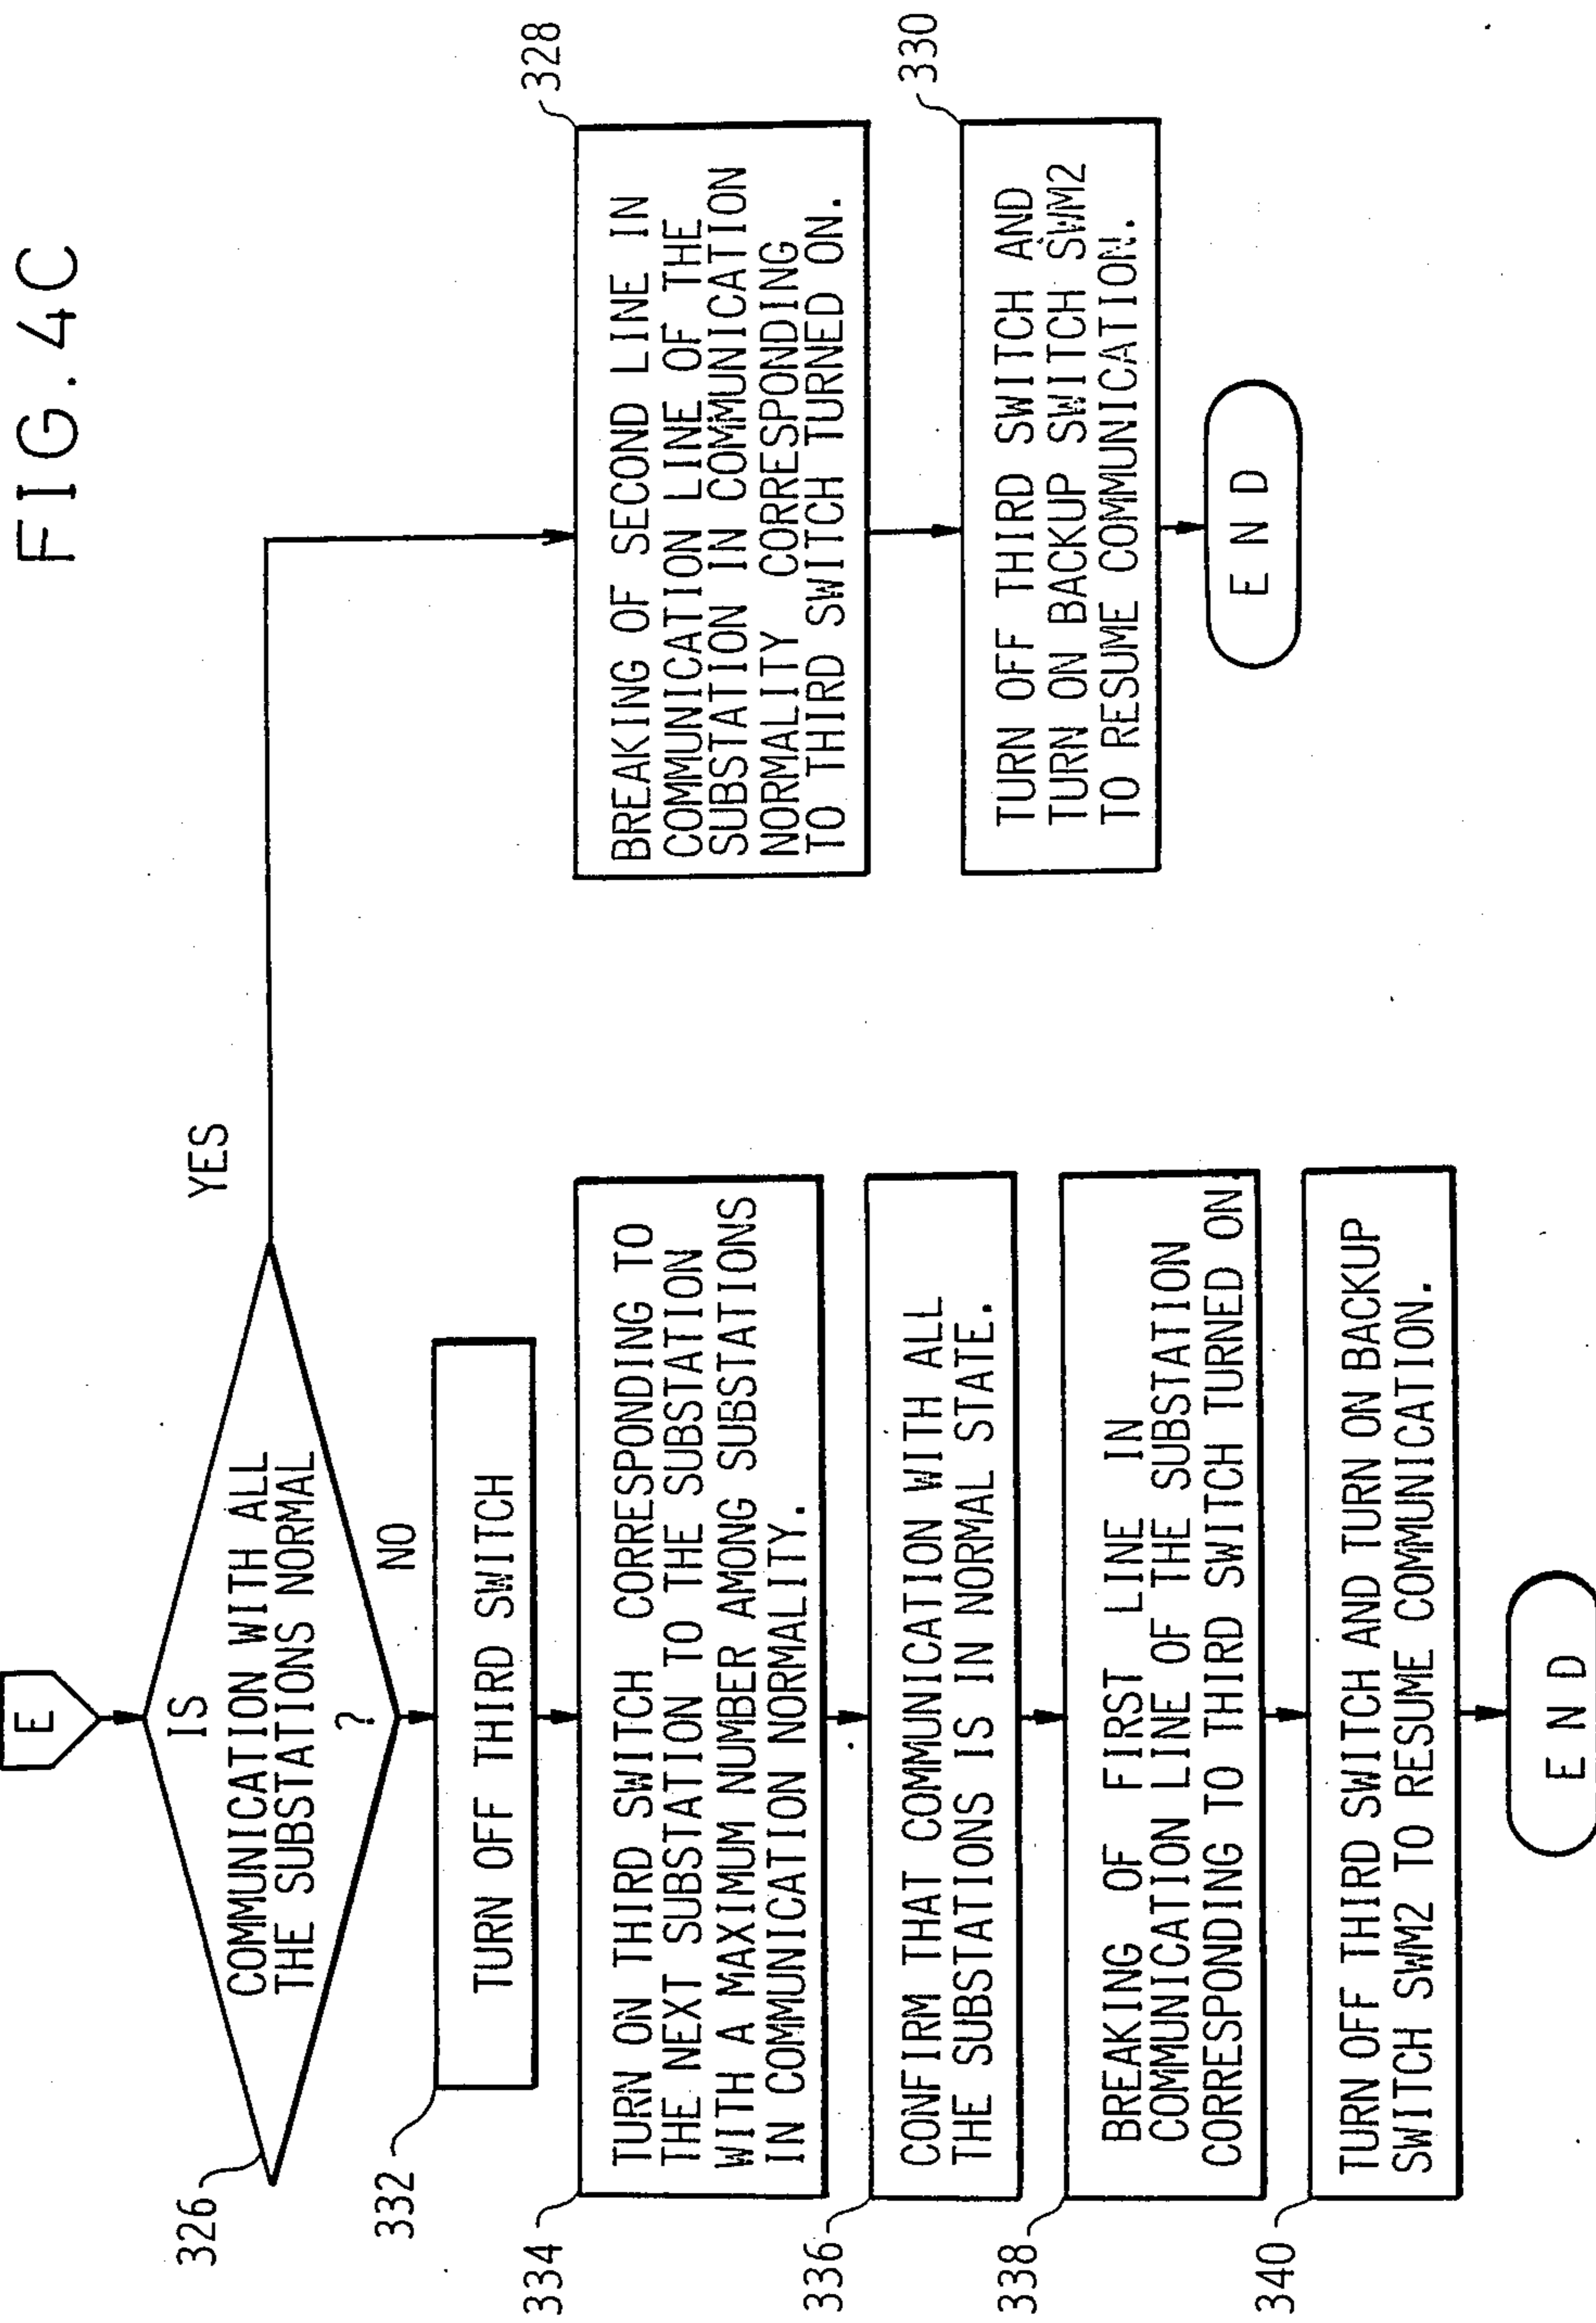 FIG. 4C
E
326
IS
COMMUNICATION WITH ALL
THE SUBSTATIONS NORMAL
?
YES
NO
328
BREAKING OF SECOND LINE IN
COMMUNICATION LINE OF THE
SUBSTATION IN COMMUNICATION
NORMALITY CORRESPONDING
TO THIRD SWITCH TURNED ON.
330
TURN OFF THIRD SWITCH AND
TURN ON BACKUP SWITCH SWM2
TO RESUME COMMUNICATION.
END
332
TURN OFF THIRD SWITCH
334
TURN ON THIRD SWITCH CORRESPONDING TO
THE NEXT SUBSTATION TO THE SUBSTATION
WITH A MAXIMUM NUMBER AMONG SUBSTATIONS
IN COMMUNICATION NORMALITY.
336
CONFIRM THAT COMMUNICATION WITH ALL
THE SUBSTATIONS IS IN NORMAL STATE.
338
BREAKING OF FIRST LINE IN
COMMUNICATION LINE OF THE SUBSTATION
CORRESPONDING TO THIRD SWITCH TURNED ON.
340
TURN OFF THIRD SWITCH AND TURN ON BACKUP
SWITCH SWM2 TO RESUME COMMUNICATION.
END